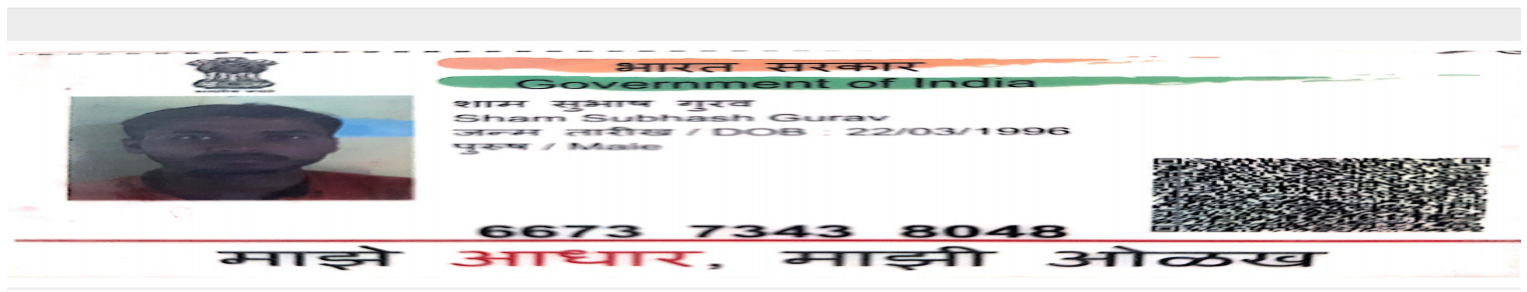 भारत सरकार
Government of India
शाम सुभाष गुरव
Sham Subhash Gurav
जन्म तारीख / DOB : 22/03/1996
पुरुष / Male
6673 7343 8048
माझे आधार, माझी ओळख